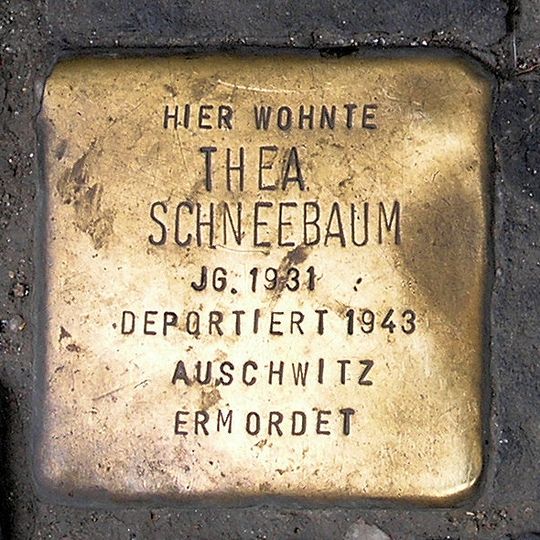 HIER WOHNTE
THEA
SCHNEEBAUM
JG. 1931
DEPORTIERT 1943
AUSCHWITZ
ERMORDET